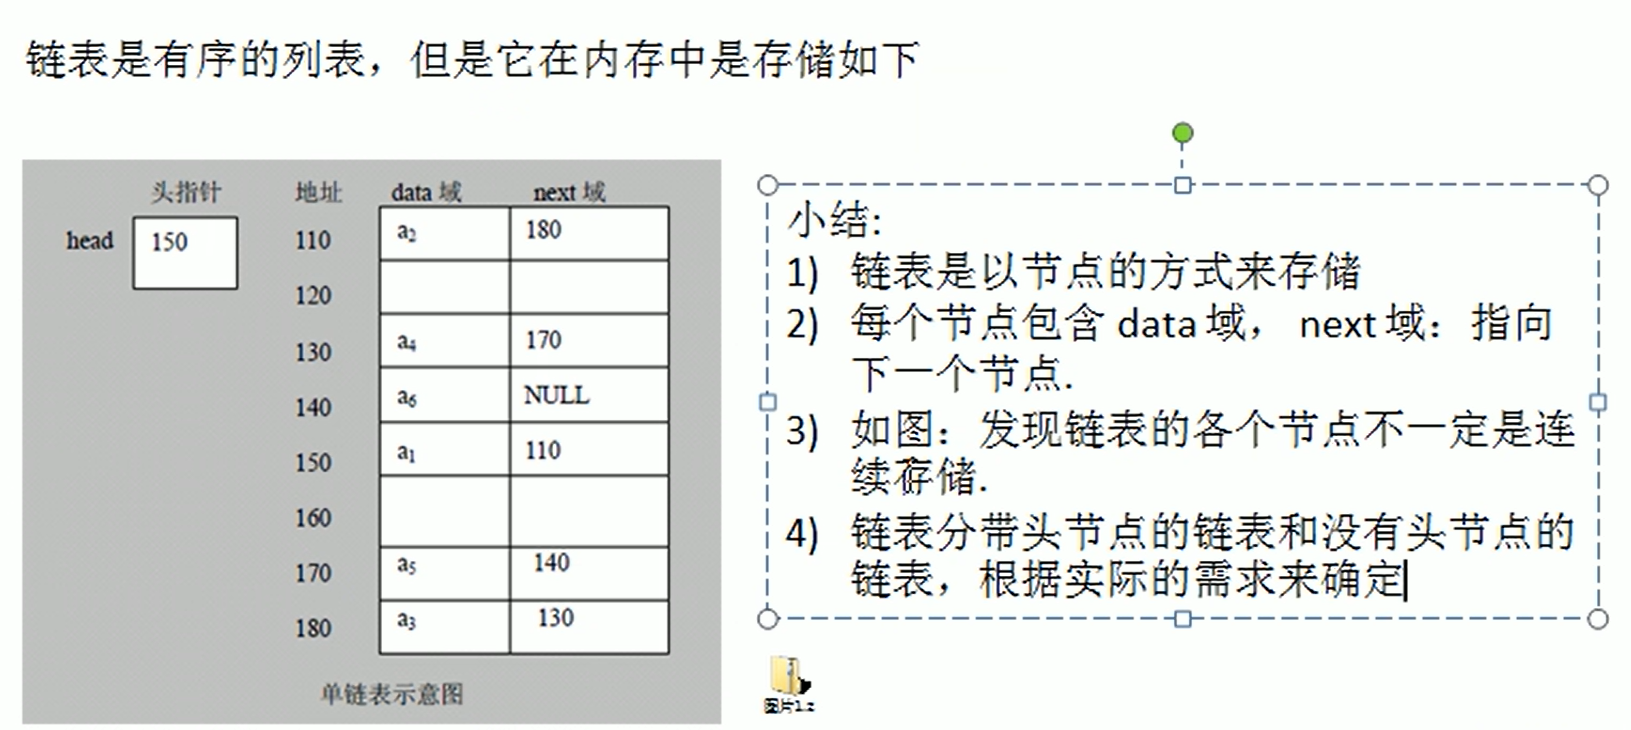 链表是有序的列表，但是它在内存中是存储如下
头指针 地址 data 域 next 域
head 150 110 a₂ 180
120
130 a₄ 170
140 a₆ NULL
150 a₁ 110
160
170 a₅ 140
180 a₃ 130
单链表示意图
小结:
1) 链表是以节点的方式来存储
2) 每个节点包含 data 域， next 域：指向
下一个节点.
3) 如图：发现链表的各个节点不一定是连
续存储.
4) 链表分带头节点的链表和没有头节点的
链表，根据实际的需求来确定
图片1.z